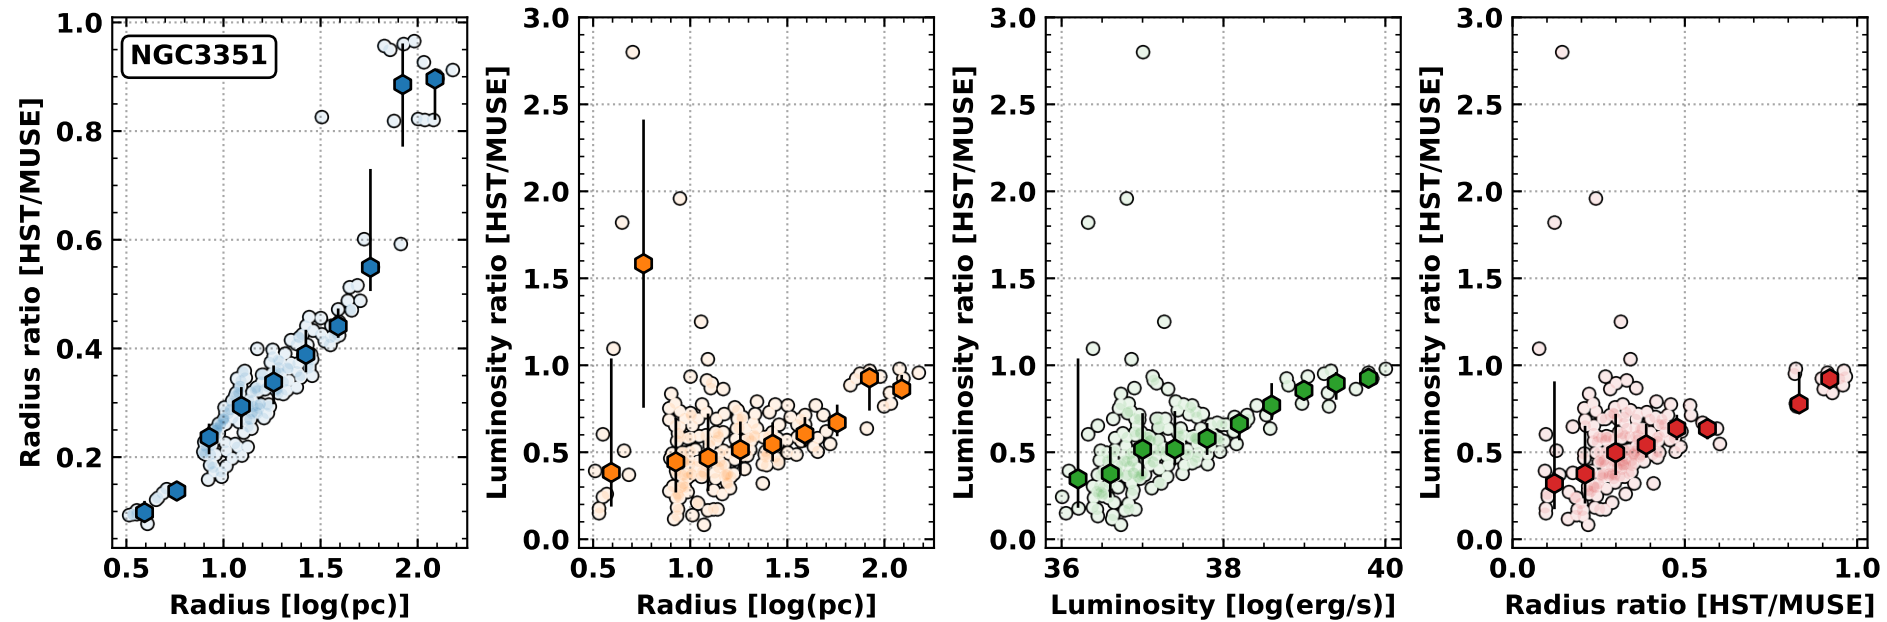 NGC3351
Radius ratio [HST/MUSE]
1.0
0.8
0.6
0.4
0.2
0.5 1.0 1.5 2.0
Radius [log(pc)]
Luminosity ratio [HST/MUSE]
3.0
2.5
2.0
1.5
1.0
0.5
0.0
0.5 1.0 1.5 2.0
Radius [log(pc)]
Luminosity ratio [HST/MUSE]
3.0
2.5
2.0
1.5
1.0
0.5
0.0
36 38 40
Luminosity [log(erg/s)]
Luminosity ratio [HST/MUSE]
3.0
2.5
2.0
1.5
1.0
0.5
0.0
0.0 0.5 1.0
Radius ratio [HST/MUSE]